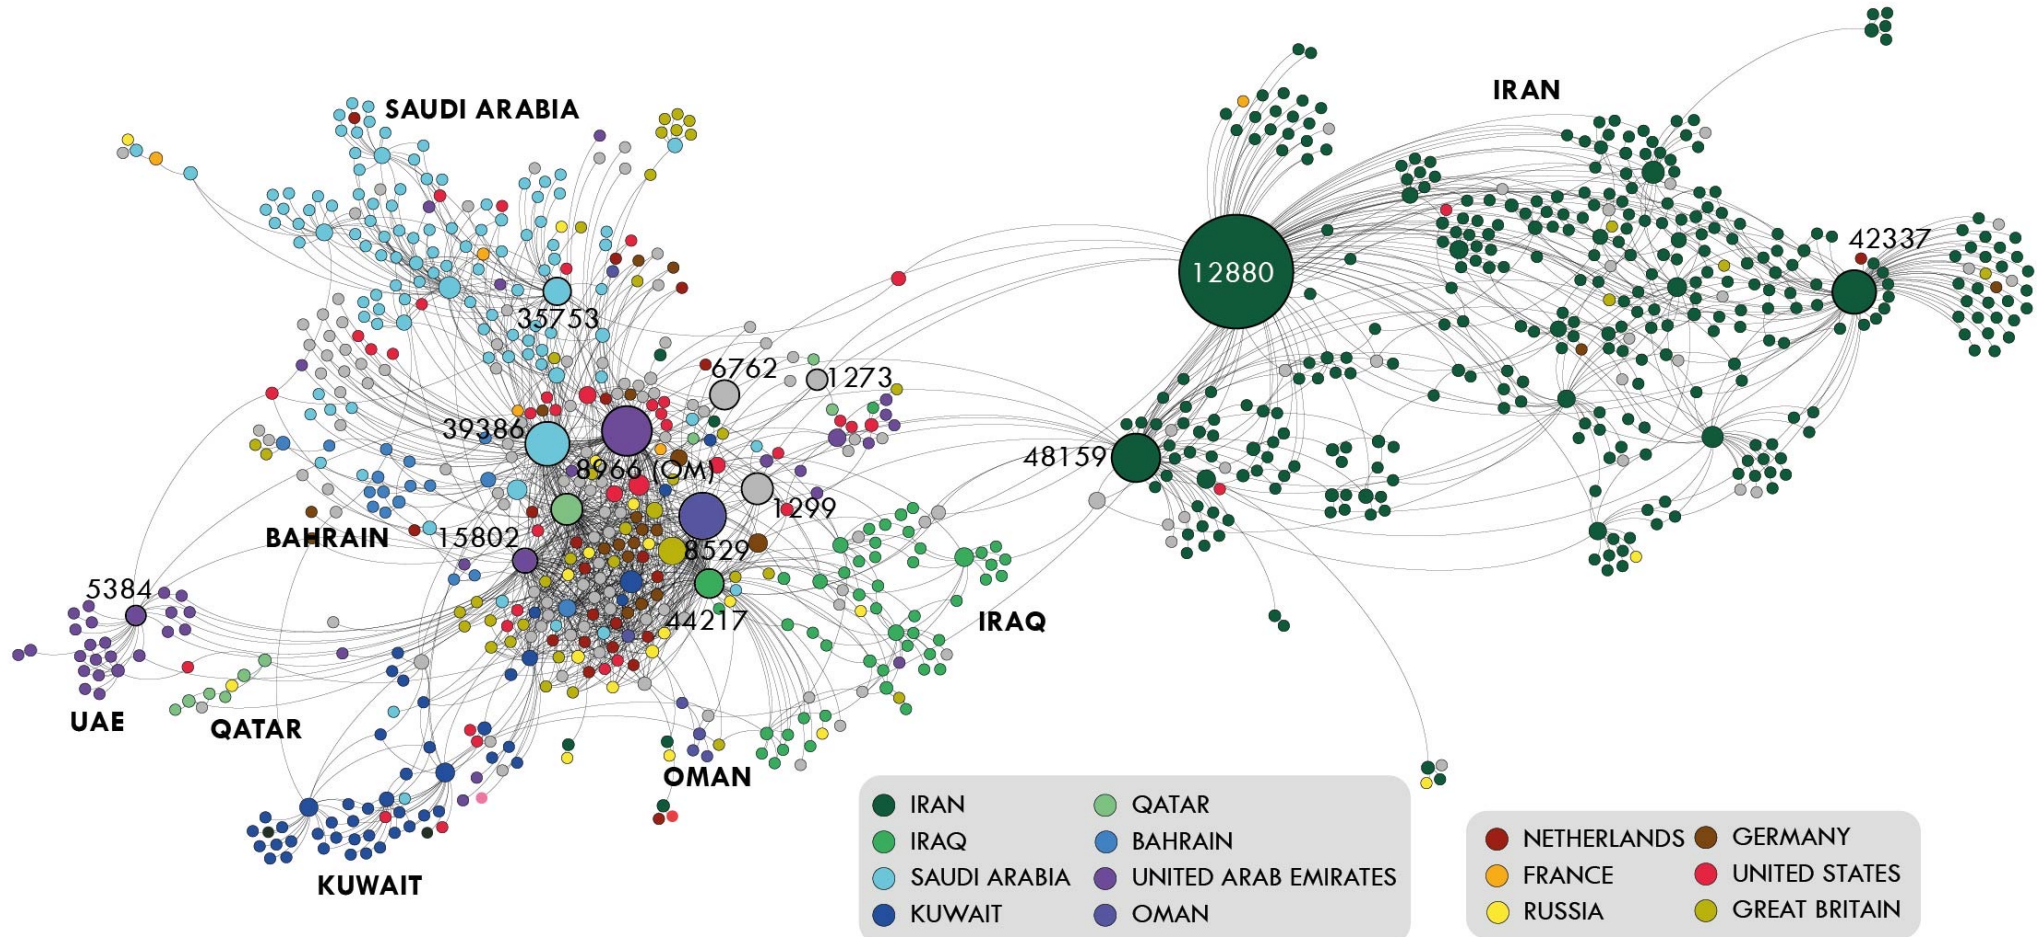 SAUDI ARABIA
IRAN
12880
42337
35753
6762
1273
39386
8966 (OM)
48159
1299
BAHRAIN
15802
8529
5384
44217
IRAQ
UAE
QATAR
OMAN
KUWAIT
IRAN
IRAQ
SAUDI ARABIA
KUWAIT
QATAR
BAHRAIN
UNITED ARAB EMIRATES
OMAN
NETHERLANDS
FRANCE
RUSSIA
GERMANY
UNITED STATES
GREAT BRITAIN